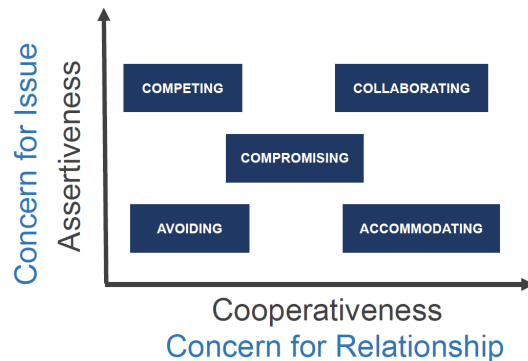 Concern for Issue
Assertiveness
COMPETING
COLLABORATING
COMPROMISING
AVOIDING
ACCOMMODATING
Cooperativeness
Concern for Relationship